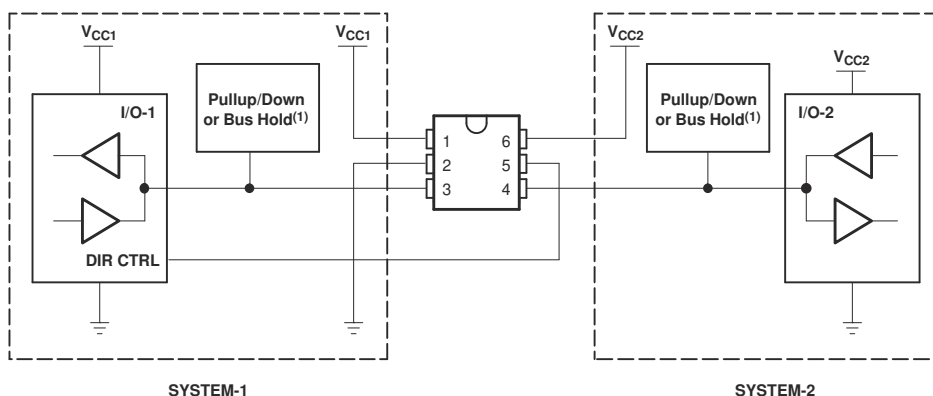 VCC1
VCC1
VCC2
VCC2
I/O-1
Pullup/Down
or Bus Hold(1)
Pullup/Down
or Bus Hold(1)
I/O-2
1
6
2
5
3
4
DIR CTRL
SYSTEM-1
SYSTEM-2